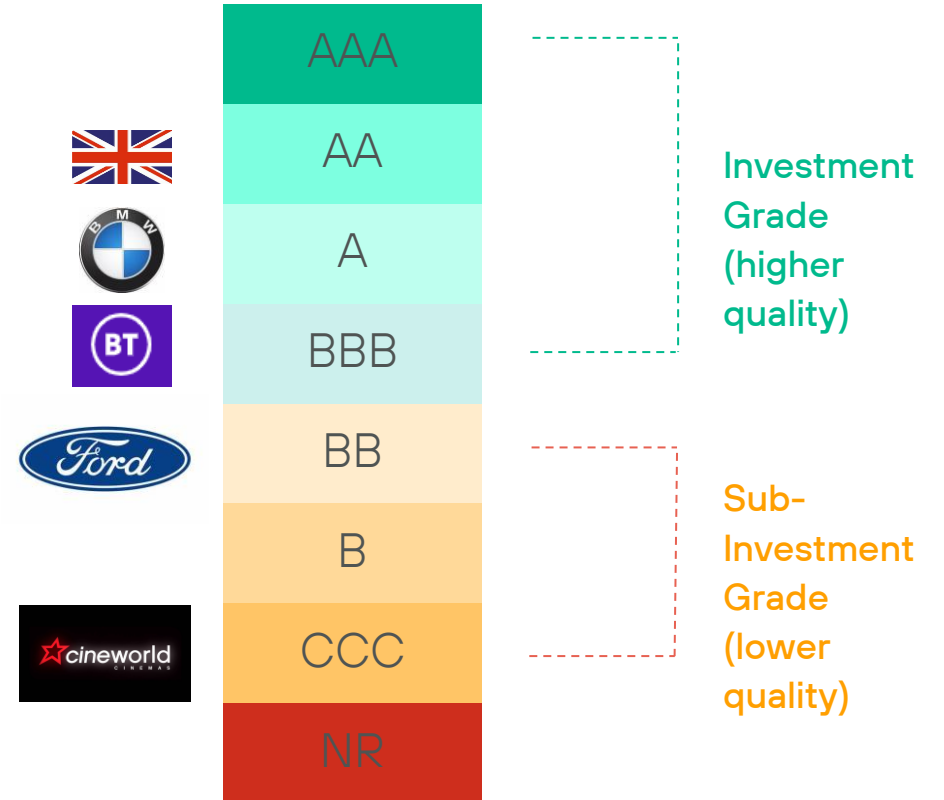 AAA
AA
B M W
A
BT
BBB
Ford
BB
B
cineworld
CINEMAS
CCC
NR
Investment
Grade
(higher
quality)
Sub-
Investment
Grade
(lower
quality)